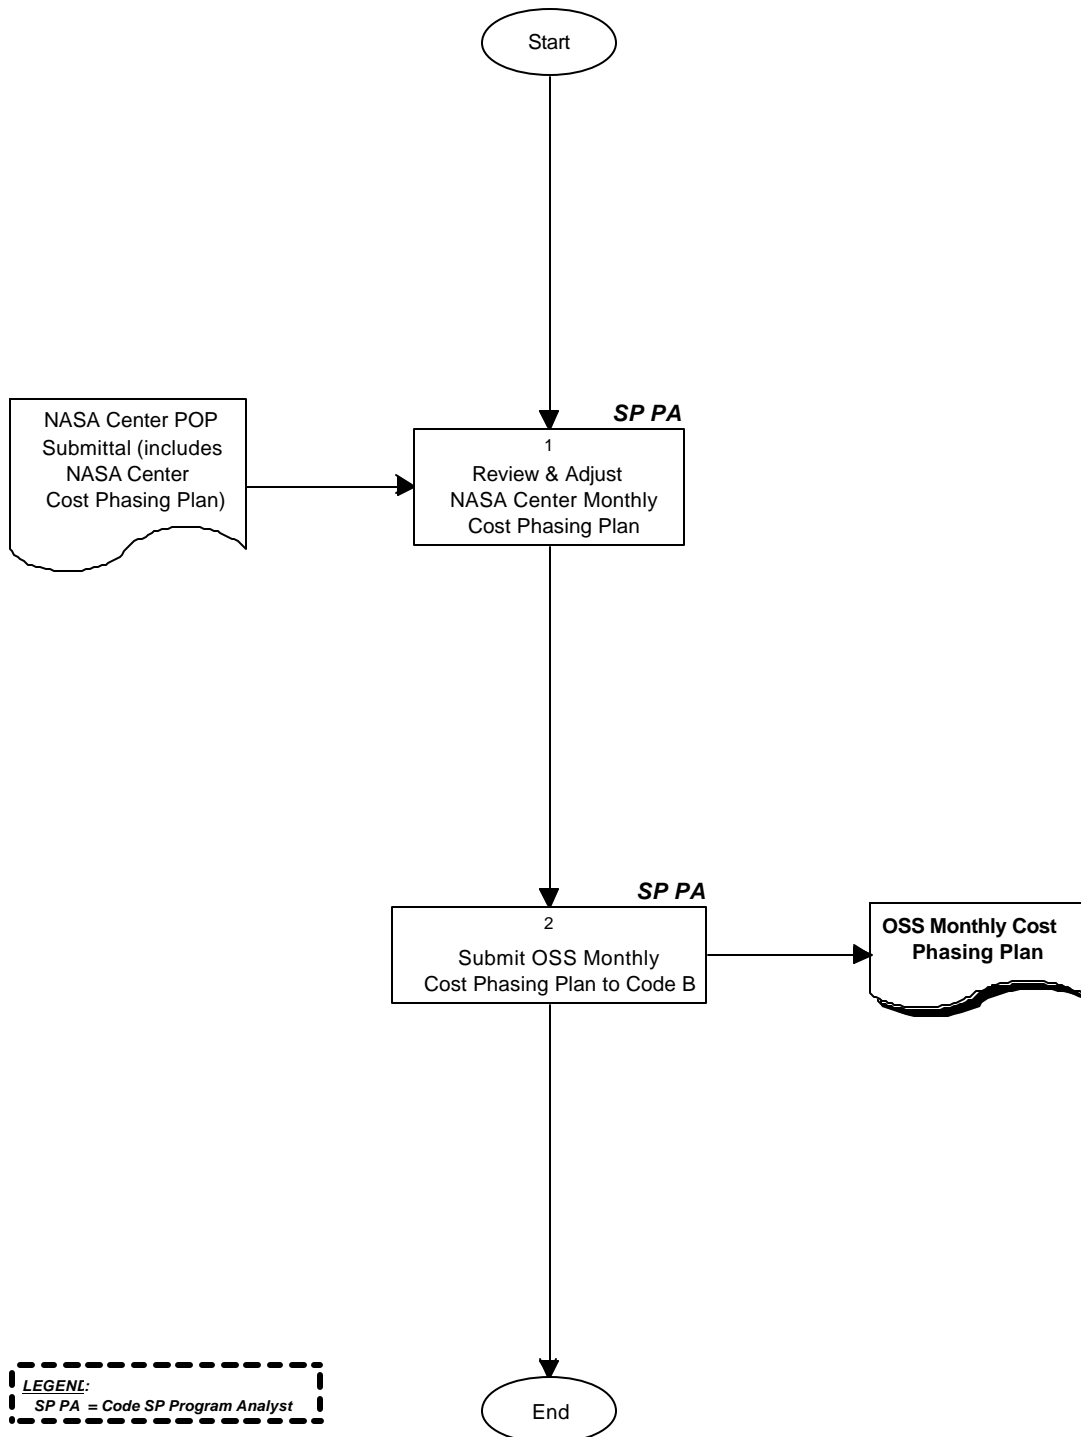 Start
NASA Center POP
Submittal (includes
NASA Center
Cost Phasing Plan)
SP PA
1
Review & Adjust
NASA Center Monthly
Cost Phasing Plan
SP PA
2
Submit OSS Monthly
Cost Phasing Plan to Code B
OSS Monthly Cost
Phasing Plan
LEGEND:
SP PA = Code SP Program Analyst
End